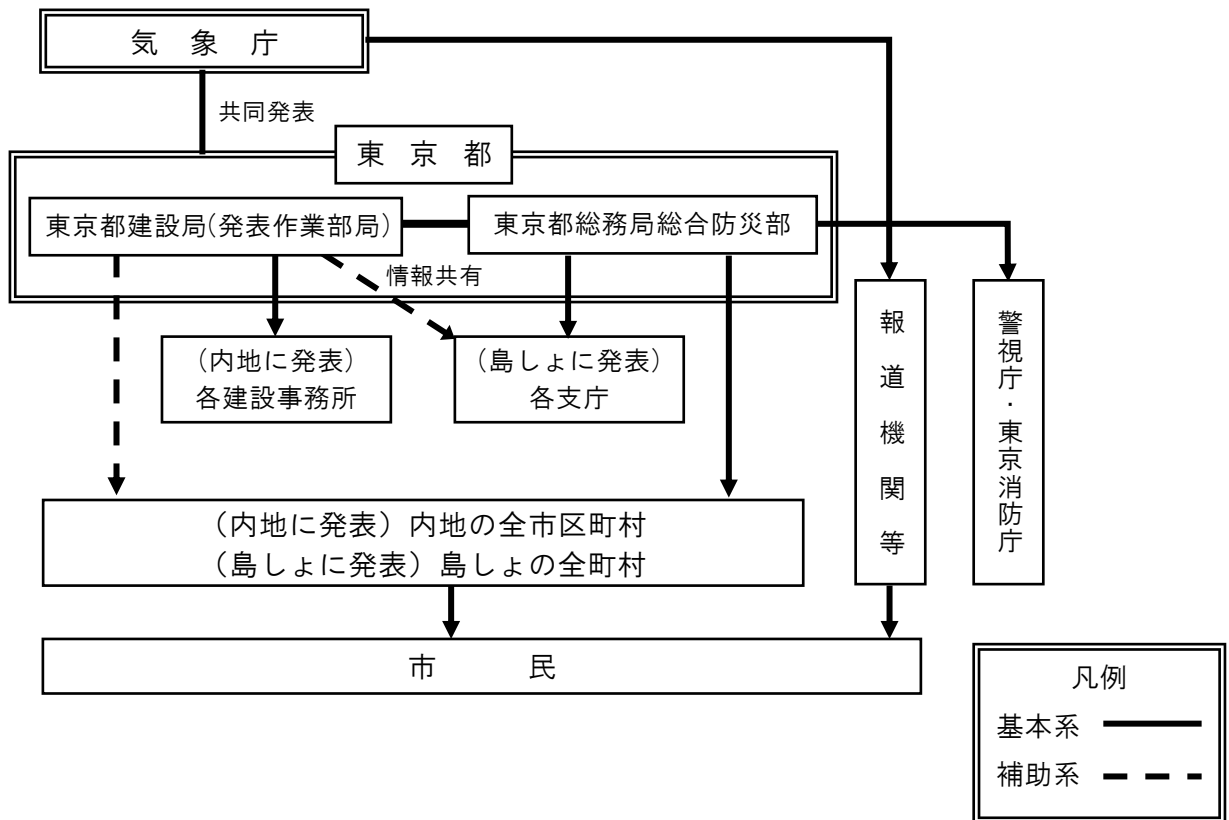 気象庁
共同発表
東京都
東京都建設局(発表作業部局)
東京都総務局総合防災部
情報共有
(内地に発表)
各建設事務所
(島しょに発表)
各支庁
報道機関等
警視庁・東京消防庁
(内地に発表)内地の全市区町村
(島しょに発表)島しょの全町村
市民
凡例
基本系
補助系